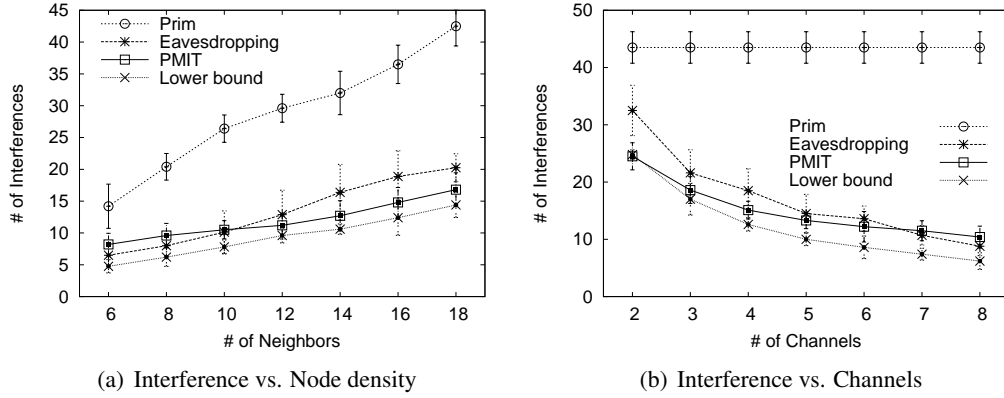 45
40
35
30
25
20
15
10
5
0
# of Interferences
Prim
Eavesdropping
PMIT
Lower bound
6 8 10 12 14 16 18
# of Neighbors
(a) Interference vs. Node density
50
40
30
20
10
0
# of Interferences
Prim
Eavesdropping
PMIT
Lower bound
2 3 4 5 6 7 8
# of Channels
(b) Interference vs. Channels